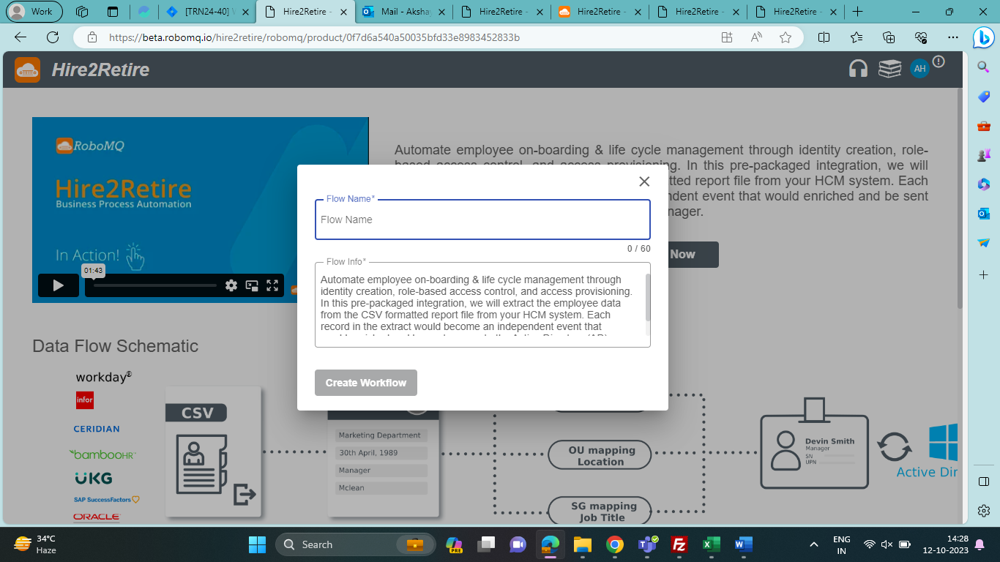 Work
[TRN24-40]
Hire2Retire -
Mail - Aksha
Hire2Retire -
Hire2Retire -
Hire2Retire -
Hire2Retire -
https://beta.robomq.io/hire2retire/robomq/product/0f7d6a540a50035bfd33e8983452833b
Hire2Retire
AH
RoboMQ
Hire2Retire
Business Process Automation
In Action!
01:43
Automate employee on-boarding & life cycle management through identity creation, role-
based access control, and access provisioning. In this pre-packaged integration, we will
tted report file from your HCM system. Each
ndent event that would enriched and be sent
nager.
Now
Flow Name*
Flow Name
0 / 60
Flow Info*
Automate employee on-boarding & life cycle management through
identity creation, role-based access control, and access provisioning.
In this pre-packaged integration, we will extract the employee data
from the CSV formatted report file from your HCM system. Each
record in the extract would become an independent event that
Create Workflow
Data Flow Schematic
workday
infor
CERIDIAN
bambooHR
UKG
SAP SuccessFactors
ORACLE
CSV
Marketing Department
30th April, 1989
Manager
Mclean
OU mapping
Location
SG mapping
Job Title
Devin Smith
Manager
SN
UPN
Active Dir
34°C
Haze
Search
PRE
ENG
IN
14:28
12-10-2023